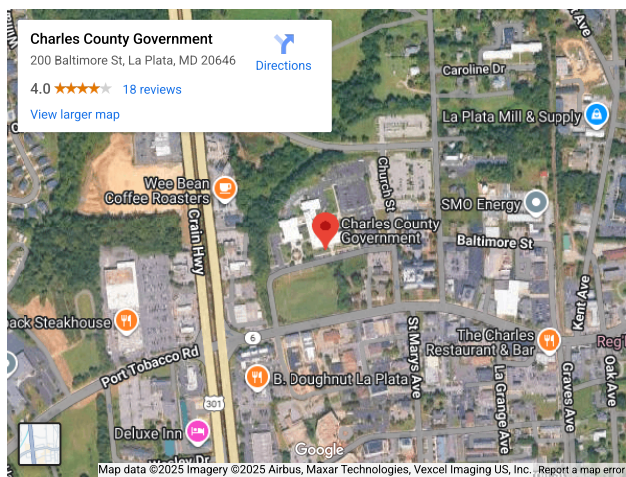 Charles County Government
200 Baltimore St, La Plata, MD 20646
Directions
4.0
18 reviews
View larger map
Caroline Dr
La Plata Mill & Supply
Wee Bean
Coffee Roasters
Church St
SMO Energy
Charles County
Government
Baltimore St
Crain Hwy
Kent Ave
ack Steakhouse
6
The Charles
Restaurant & Bar
Port Tobacco Rd
St Marys Ave
B. Doughnut La Plata
La Grange Ave
Graves Ave
Oak Ave
301
Deluxe Inn
Google
Map data ©2025 Imagery ©2025 Airbus, Maxar Technologies, Vexcel Imaging US, Inc.
Report a map error